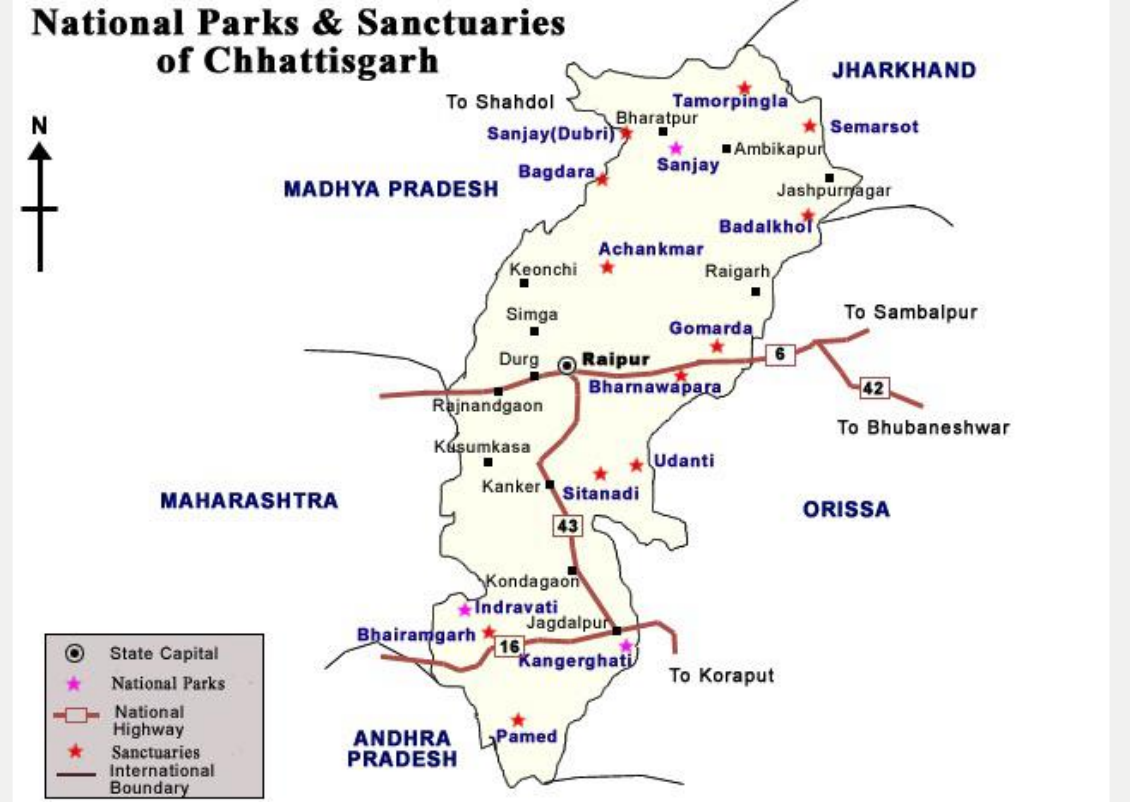 National Parks & Sanctuaries
of Chhattisgarh
JHARKHAND
To Shahdol
Tamorpingla
Bharatpur
N
Sanjay(Dubri)
Semarsot
Ambikapur
Sanjay
Bagdara
MADHYA PRADESH
Jashpurnagar
Badalkhol
Achankmar
Keonchi
Raigarh
Simga
To Sambalpur
Gomarda
Durg
Raipur
6
Bharnawapara
42
Rajnandgaon
To Bhubaneshwar
Kusumkasa
Udanti
Kanker
Sitanadi
MAHARASHTRA
ORISSA
43
Kondagaon
Indravati
Jagdalpur
Bhairamgarh
16
Kangerghati
To Koraput
Pamed
ANDHRA
PRADESH
State Capital
National Parks
National
Highway
Sanctuaries
International
Boundary